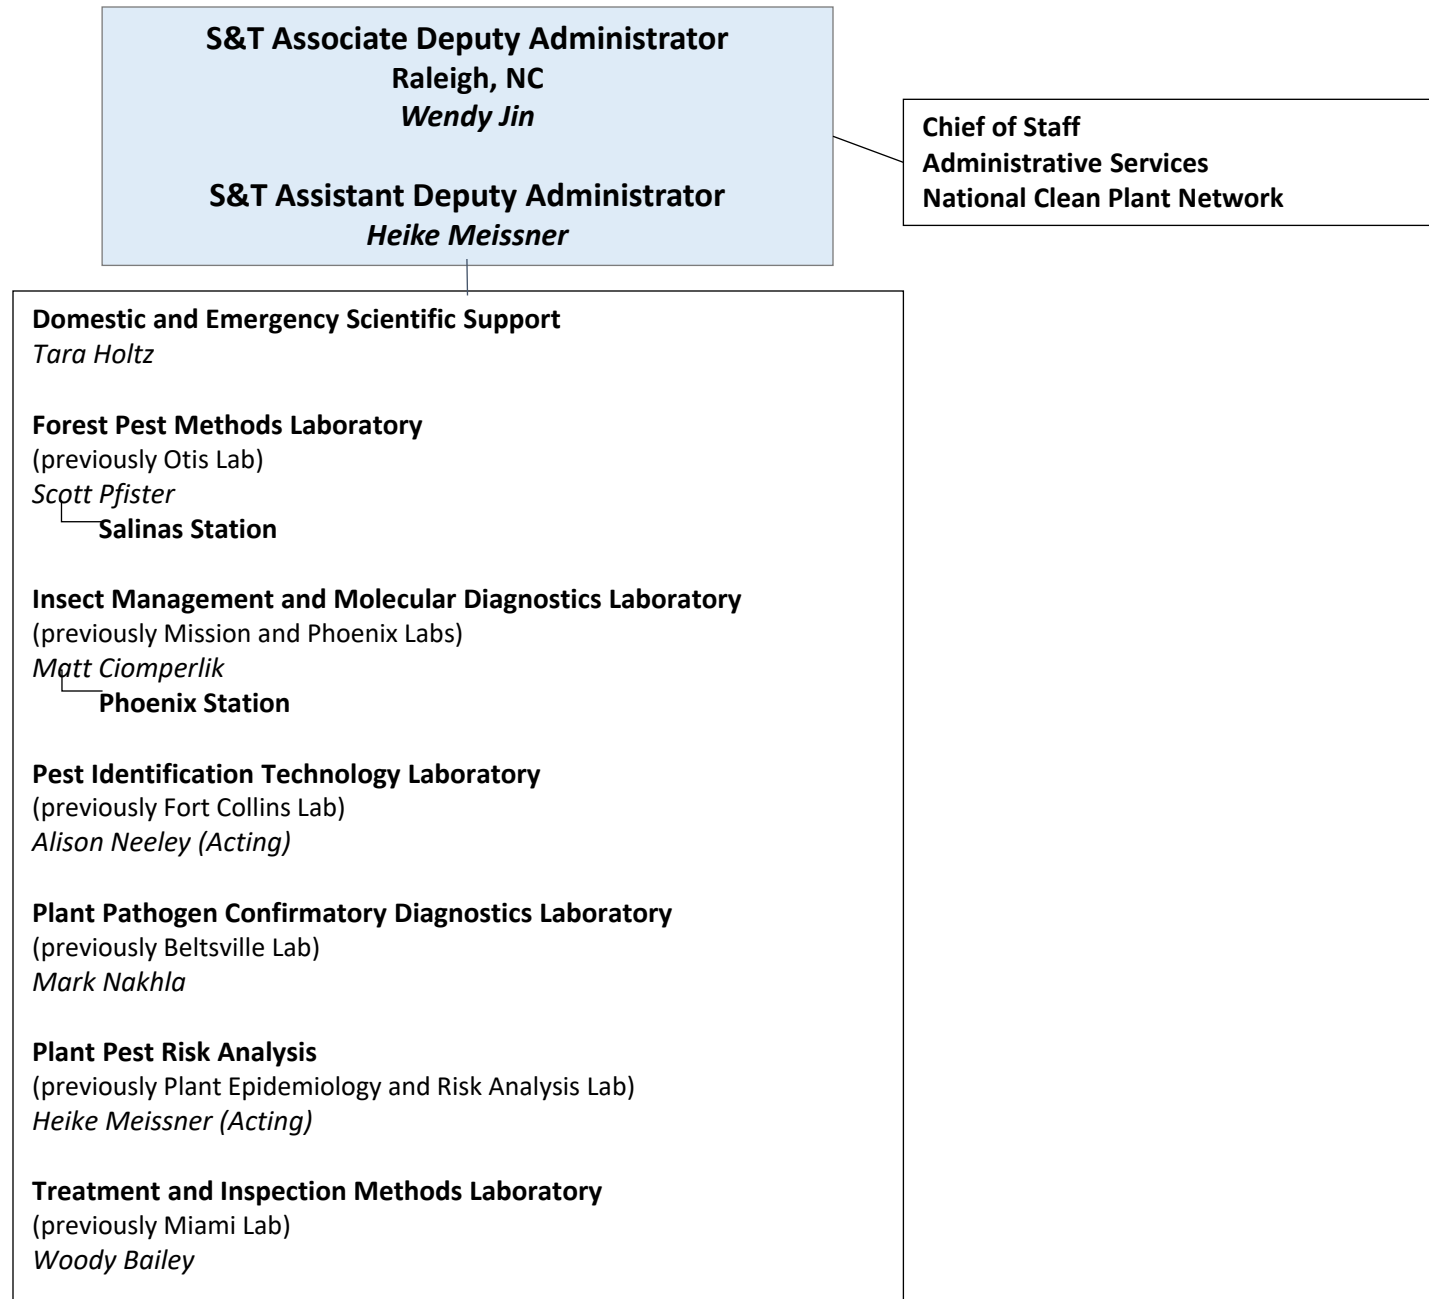 S&T Associate Deputy Administrator
Raleigh, NC
Wendy Jin
S&T Assistant Deputy Administrator
Heike Meissner
Chief of Staff
Administrative Services
National Clean Plant Network
Domestic and Emergency Scientific Support
Tara Holtz
Forest Pest Methods Laboratory
(previously Otis Lab)
Scott Pfister
Salinas Station
Insect Management and Molecular Diagnostics Laboratory
(previously Mission and Phoenix Labs)
Matt Ciomperlik
Phoenix Station
Pest Identification Technology Laboratory
(previously Fort Collins Lab)
Alison Neeley (Acting)
Plant Pathogen Confirmatory Diagnostics Laboratory
(previously Beltsville Lab)
Mark Nakhla
Plant Pest Risk Analysis
(previously Plant Epidemiology and Risk Analysis Lab)
Heike Meissner (Acting)
Treatment and Inspection Methods Laboratory
(previously Miami Lab)
Woody Bailey